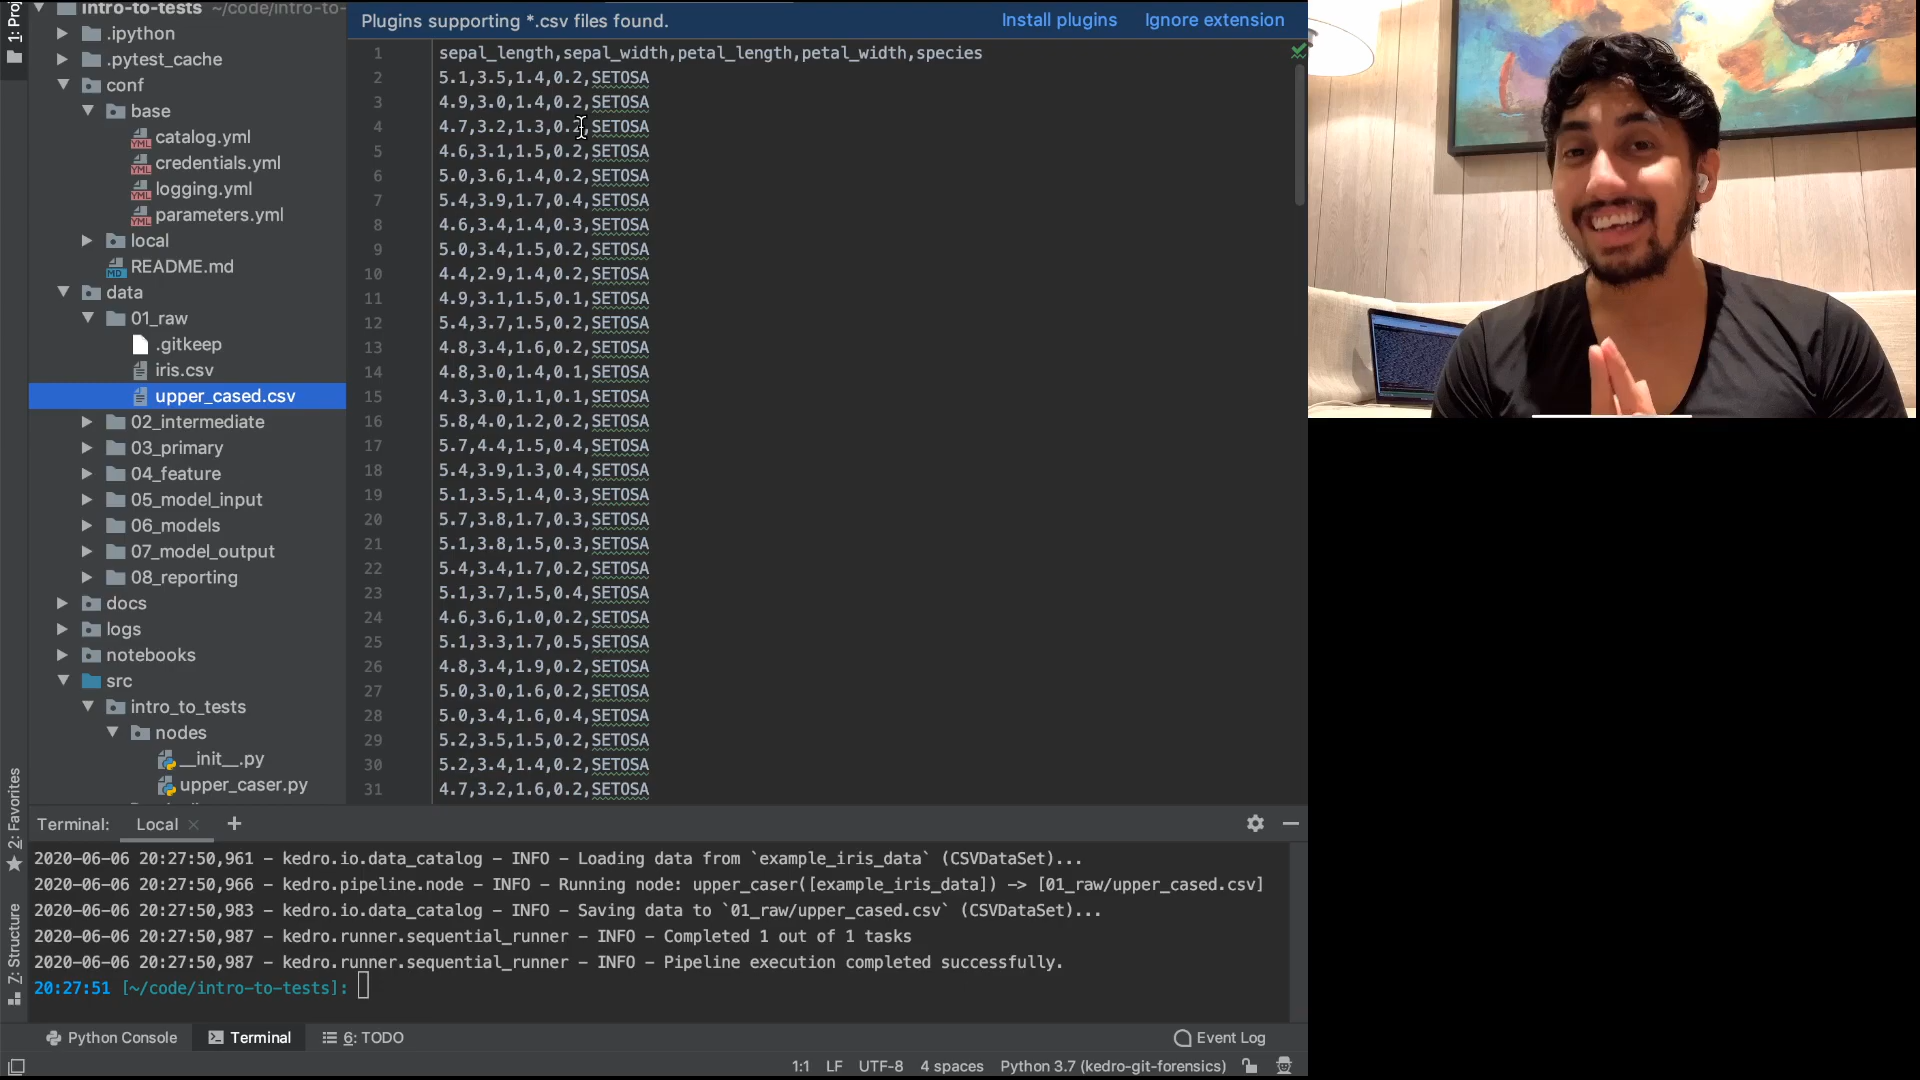 1: Proj
intro-to-tests ~/code/intro-to-
.ipython
.pytest_cache
conf
base
catalog.yml
credentials.yml
logging.yml
parameters.yml
local
README.md
data
01_raw
.gitkeep
iris.csv
upper_cased.csv
02_intermediate
03_primary
04_feature
05_model_input
06_models
07_model_output
08_reporting
docs
logs
notebooks
src
intro_to_tests
nodes
__init__.py
upper_caser.py
2: Favorites
Z: Structure
Plugins supporting *.csv files found. Install plugins Ignore extension
1 sepal_length,sepal_width,petal_length,petal_width,species
2 5.1,3.5,1.4,0.2,SETOSA
3 4.9,3.0,1.4,0.2,SETOSA
4 4.7,3.2,1.3,0.2,SETOSA
5 4.6,3.1,1.5,0.2,SETOSA
6 5.0,3.6,1.4,0.2,SETOSA
7 5.4,3.9,1.7,0.4,SETOSA
8 4.6,3.4,1.4,0.3,SETOSA
9 5.0,3.4,1.5,0.2,SETOSA
10 4.4,2.9,1.4,0.2,SETOSA
11 4.9,3.1,1.5,0.1,SETOSA
12 5.4,3.7,1.5,0.2,SETOSA
13 4.8,3.4,1.6,0.2,SETOSA
14 4.8,3.0,1.4,0.1,SETOSA
15 4.3,3.0,1.1,0.1,SETOSA
16 5.8,4.0,1.2,0.2,SETOSA
17 5.7,4.4,1.5,0.4,SETOSA
18 5.4,3.9,1.3,0.4,SETOSA
19 5.1,3.5,1.4,0.3,SETOSA
20 5.7,3.8,1.7,0.3,SETOSA
21 5.1,3.8,1.5,0.3,SETOSA
22 5.4,3.4,1.7,0.2,SETOSA
23 5.1,3.7,1.5,0.4,SETOSA
24 4.6,3.6,1.0,0.2,SETOSA
25 5.1,3.3,1.7,0.5,SETOSA
26 4.8,3.4,1.9,0.2,SETOSA
27 5.0,3.0,1.6,0.2,SETOSA
28 5.0,3.4,1.6,0.4,SETOSA
29 5.2,3.5,1.5,0.2,SETOSA
30 5.2,3.4,1.4,0.2,SETOSA
31 4.7,3.2,1.6,0.2,SETOSA
Terminal: Local × +
2020-06-06 20:27:50,961 - kedro.io.data_catalog - INFO - Loading data from `example_iris_data` (CSVDataSet)...
2020-06-06 20:27:50,966 - kedro.pipeline.node - INFO - Running node: upper_caser([example_iris_data]) -> [01_raw/upper_cased.csv]
2020-06-06 20:27:50,983 - kedro.io.data_catalog - INFO - Saving data to `01_raw/upper_cased.csv` (CSVDataSet)...
2020-06-06 20:27:50,987 - kedro.runner.sequential_runner - INFO - Completed 1 out of 1 tasks
2020-06-06 20:27:50,987 - kedro.runner.sequential_runner - INFO - Pipeline execution completed successfully.
20:27:51 [~/code/intro-to-tests]:
Python Console Terminal 6: TODO Event Log
1:1 LF UTF-8 4 spaces Python 3.7 (kedro-git-forensics)